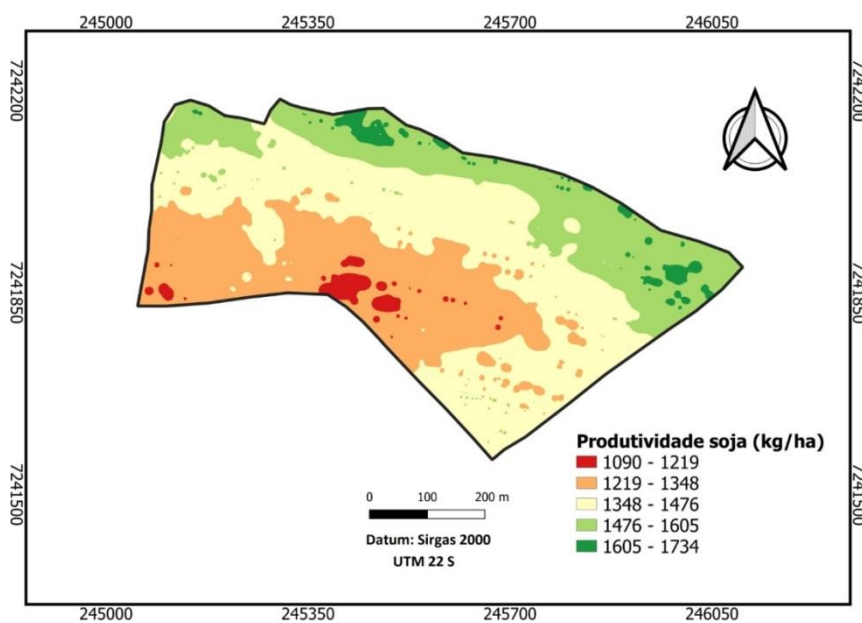 245000 245350 245700 246050
7242200 7242200
7241850 7241850
Produtividade soja (kg/ha)
1090 - 1219
1219 - 1348
1348 - 1476
1476 - 1605
1605 - 1734
7241500 7241500
0 100 200 m
Datum: Sirgas 2000
UTM 22 S
245000 245350 245700 246050